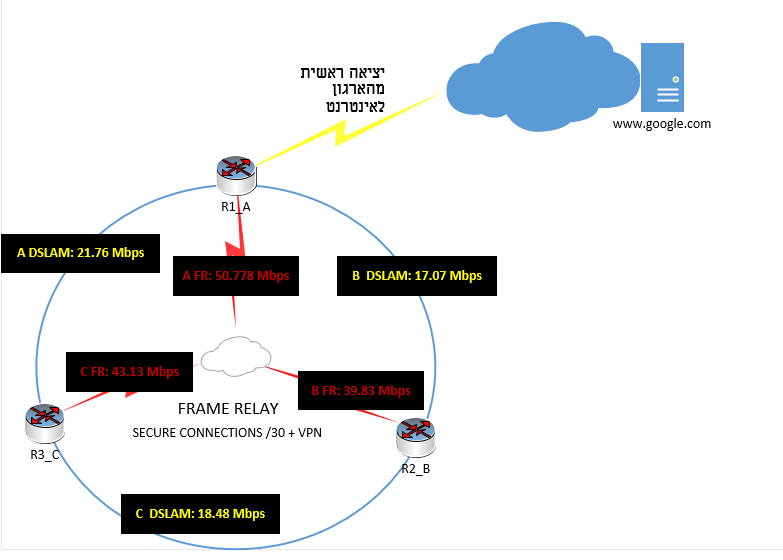 יציאה ראשית
מהארגון
לאינטרנט
www.google.com
R1_A
A DSLAM: 21.76 Mbps
A FR: 50.778 Mbps
B  DSLAM: 17.07 Mbps
C FR: 43.13 Mbps
B FR: 39.83 Mbps
FRAME RELAY
SECURE CONNECTIONS /30 + VPN
R3_C
R2_B
C  DSLAM: 18.48 Mbps